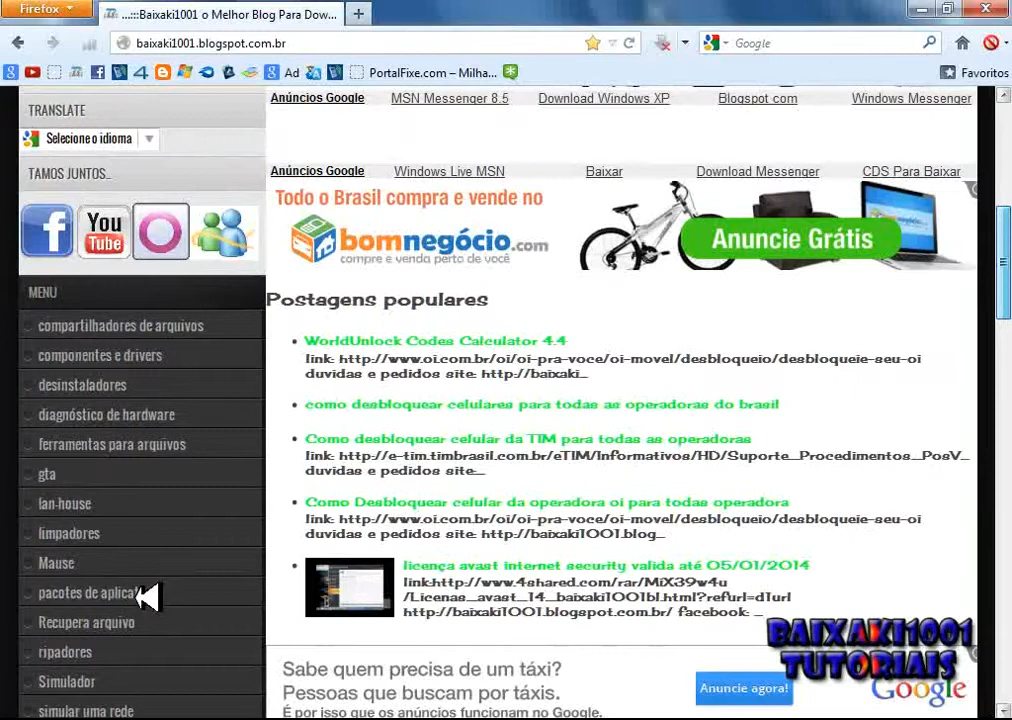 Firefox
...:::Baixaki1001 o Melhor Blog Para Dow...
baixaki1001.blogspot.com.br
Google
Ad
PortalFixe.com – Milha...
Favoritos
TRANSLATE
Selecione o idioma
TAMOS JUNTOS...
You
Tube
MENU
compartilhadores de arquivos
componentes e drivers
desinstaladores
diagnóstico de hardware
ferramentas para arquivos
gta
lan-house
limpadores
Mause
pacotes de aplicat
Recupera arquivo
ripadores
Simulador
simular uma rede
Anúncios Google
MSN Messenger 8.5
Download Windows XP
Blogspot com
Windows Messenger
Anúncios Google
Windows Live MSN
Baixar
Download Messenger
CDS Para Baixar
Todo o Brasil compra e vende no
bomnegócio.com
compre e venda perto de você
Anuncie Grátis
Postagens populares
WorldUnlock Codes Calculator 4.4
link: http://www.oi.com.br/oi/oi-pra-voce/oi-movel/desbloqueio/desbloqueie-seu-oi
duvidas e pedidos site: http://baixaki...
como desbloquear celulares para todas as operadoras do brasil
Como desbloquear celular da TIM para todas as operadoras
link: http://e-tim.timbrasil.com.br/eTIM/Informativos/HD/Suporte_Procedimentos_PosV...
duvidas e pedidos site:...
Como Desbloquear celular da operadora oi para todas operadora
link: http://www.oi.com.br/oi/oi-pra-voce/oi-movel/desbloqueio/desbloqueie-seu-oi
duvidas e pedidos site: http://baixaki1001.blog...
licença avast internet security valida até 05/01/2014
link:http://www.4shared.com/rar/MiX39w4u
/Licenas_avast_14_baixaki1001bl.html?refurl=d1url
http://baixaki1001.blogspot.com.br/ facebook: ...
BAIXAKI1001
TUTORIAIS
Sabe quem precisa de um táxi?
Pessoas que buscam por táxis.
É por isso que os anúncios funcionam no Google.
Anuncie agora!
Google